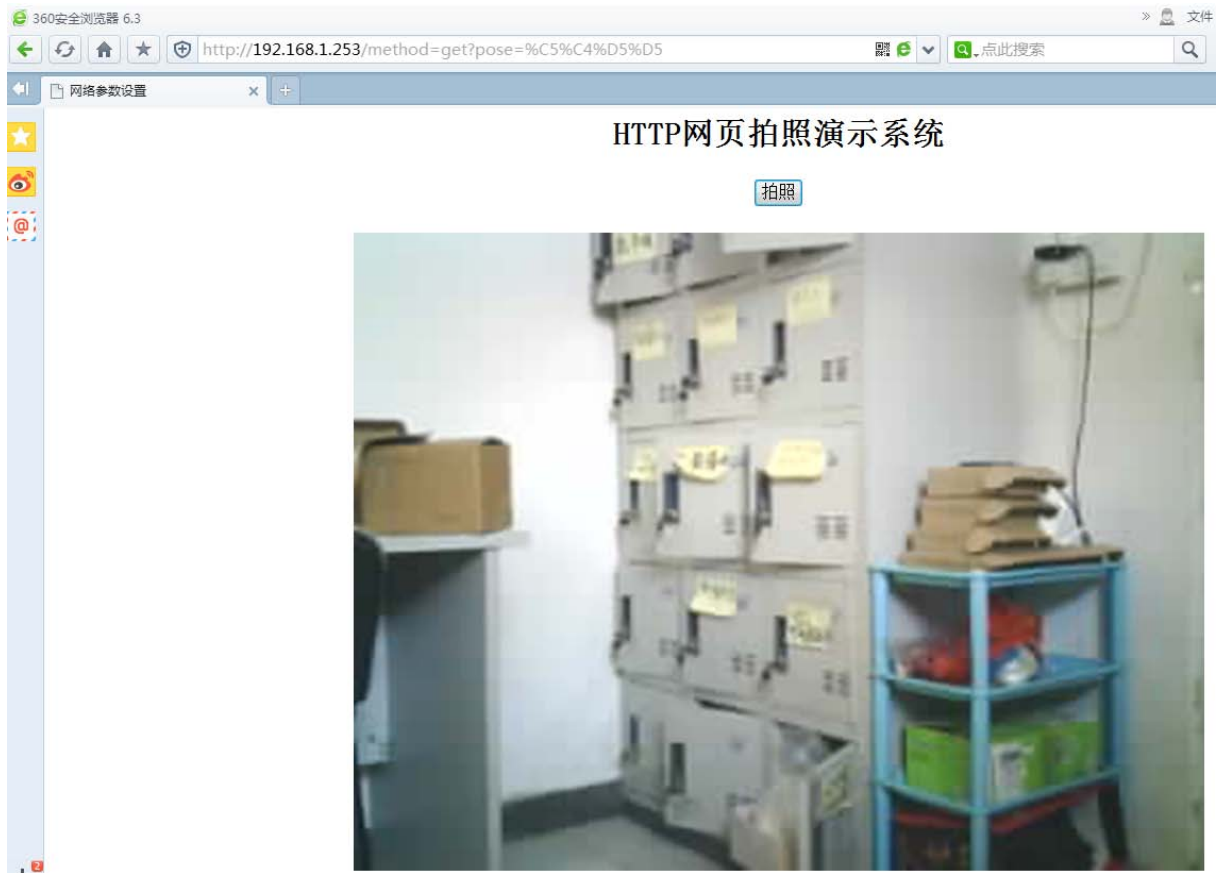 360安全浏览器 6.3
» 文件
http://192.168.1.253/method=get?pose=%C5%C4%D5%D5
点此搜索
网络参数设置
HTTP网页拍照演示系统
拍照
@
2